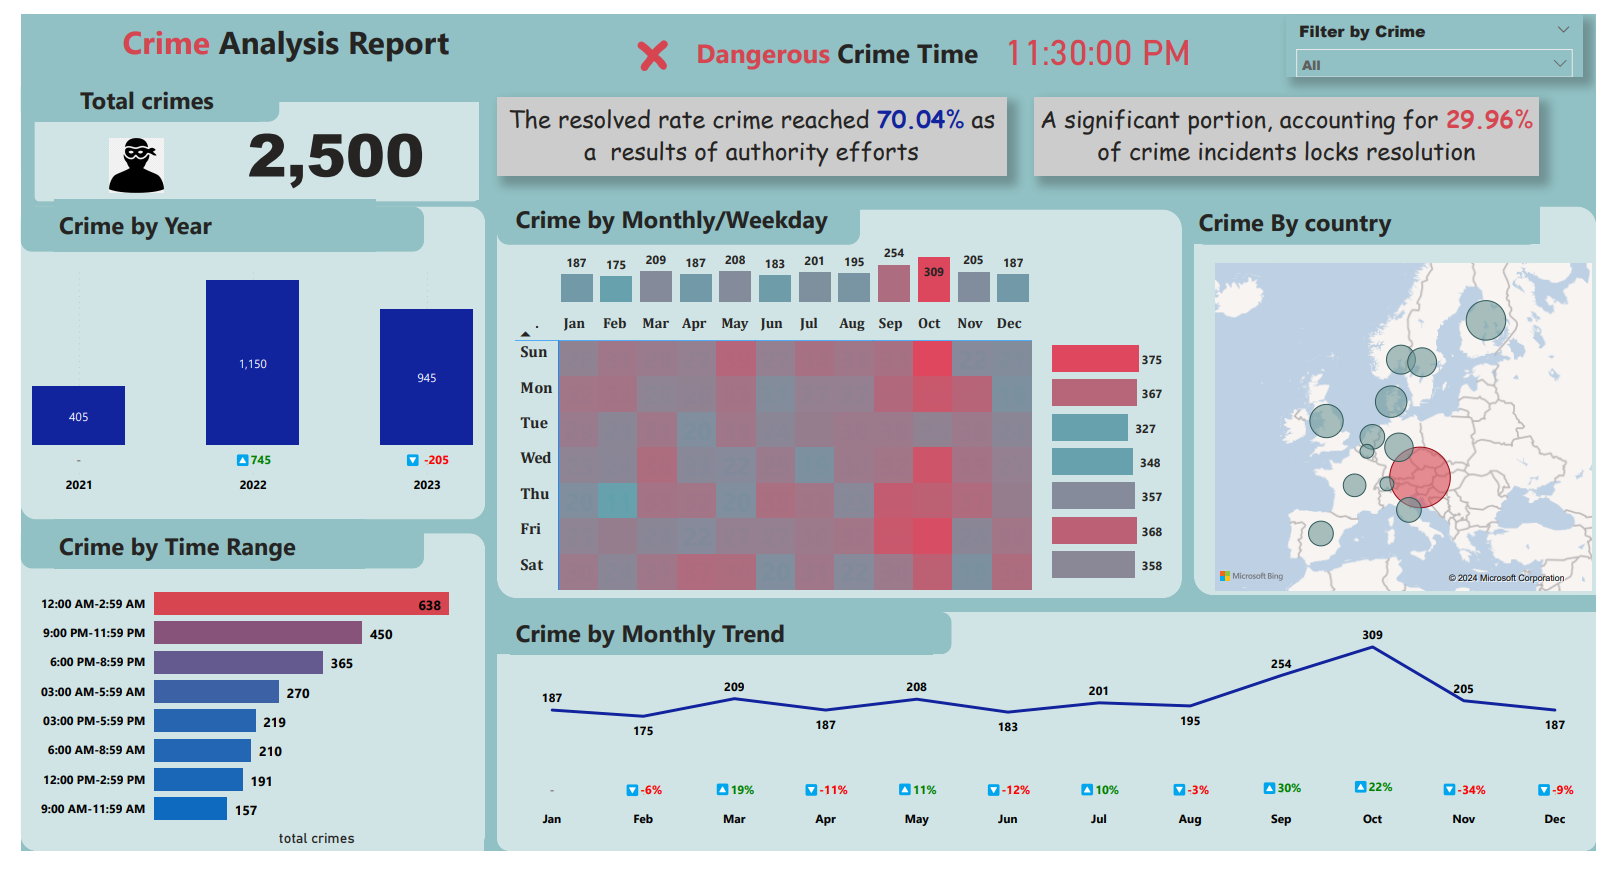 Crime Analysis Report
Dangerous Crime Time 11:30:00 PM
Filter by Crime
All
Total crimes
2,500
The resolved rate crime reached 70.04% as
a results of authority efforts
A significant portion, accounting for 29.96%
of crime incidents locks resolution
Crime by Year
405
1,150
945
-
745
-205
2021
2022
2023
Crime by Time Range
12:00 AM-2:59 AM 638
9:00 PM-11:59 PM 450
6:00 PM-8:59 PM 365
03:00 AM-5:59 AM 270
03:00 PM-5:59 PM 219
6:00 AM-8:59 AM 210
12:00 PM-2:59 PM 191
9:00 AM-11:59 AM 157
total crimes
Crime by Monthly/Weekday
187 175 209 187 208 183 201 195 254 309 205 187
. Jan Feb Mar Apr May Jun Jul Aug Sep Oct Nov Dec
Sun 375
Mon 367
Tue 327
Wed 348
Thu 357
Fri 368
Sat 358
Crime By country
Microsoft Bing
© 2024 Microsoft Corporation
Crime by Monthly Trend
187 175 209 187 208 183 201 195 254 309 205 187
- -6% 19% -11% 11% -12% 10% -3% 30% 22% -34% -9%
Jan Feb Mar Apr May Jun Jul Aug Sep Oct Nov Dec